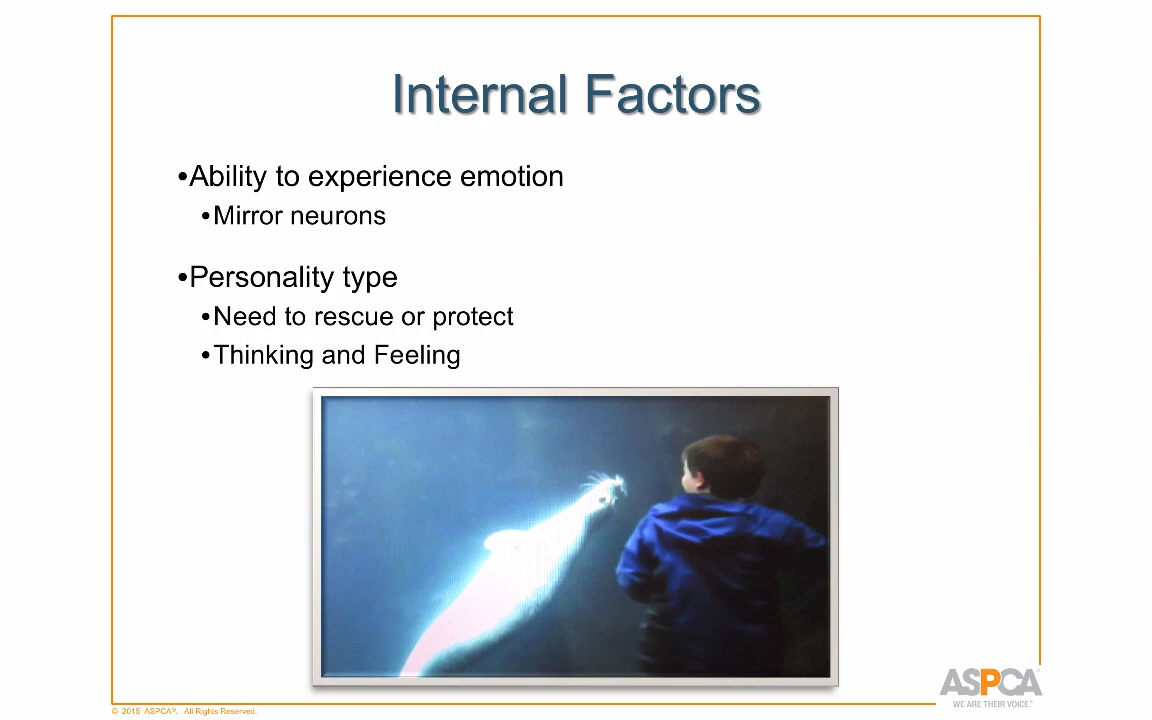 Internal Factors
•Ability to experience emotion
•Mirror neurons
•Personality type
•Need to rescue or protect
•Thinking and Feeling
ASPCA®
WE ARE THEIR VOICE.®
© 2015 ASPCA®. All Rights Reserved.